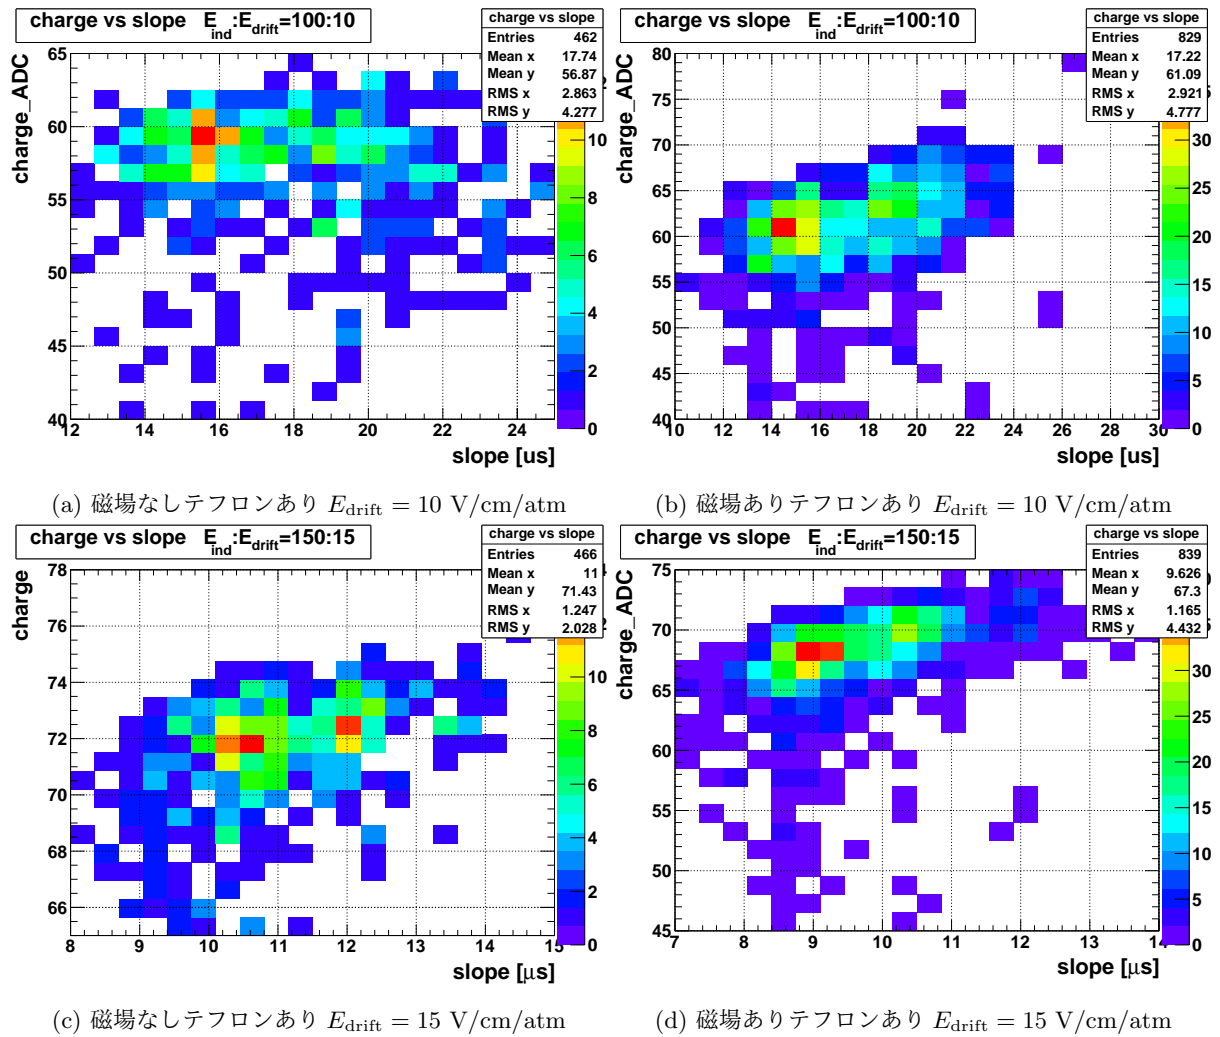 charge vs slope E_ind:E_drift=100:10
charge vs slope
Entries 462
Mean x 17.74
Mean y 56.87
RMS x 2.863
RMS y 4.277
charge_ADC
65
60
55
50
45
40
12 14 16 18 20 22 24
slope [us]
10
8
6
4
2
0
(a) 磁場なしテフロンあり E_drift = 10 V/cm/atm
charge vs slope E_ind:E_drift=100:10
charge vs slope
Entries 829
Mean x 17.22
Mean y 61.09
RMS x 2.921
RMS y 4.777
charge_ADC
80
75
70
65
60
55
50
45
40
10 12 14 16 18 20 22 24 26 28 30
slope [us]
30
25
20
15
10
5
0
(b) 磁場ありテフロンあり E_drift = 10 V/cm/atm
charge vs slope E_ind:E_drift=150:15
charge vs slope
Entries 466
Mean x 11
Mean y 71.43
RMS x 1.247
RMS y 2.028
charge
78
76
74
72
70
68
66
8 9 10 11 12 13 14 15
slope [μs]
10
8
6
4
2
0
(c) 磁場なしテフロンあり E_drift = 15 V/cm/atm
charge vs slope E_ind:E_drift=150:15
charge vs slope
Entries 839
Mean x 9.626
Mean y 67.3
RMS x 1.165
RMS y 4.432
charge_ADC
75
70
65
60
55
50
45
7 8 9 10 11 12 13 14
slope [μs]
30
25
20
15
10
5
0
(d) 磁場ありテフロンあり E_drift = 15 V/cm/atm